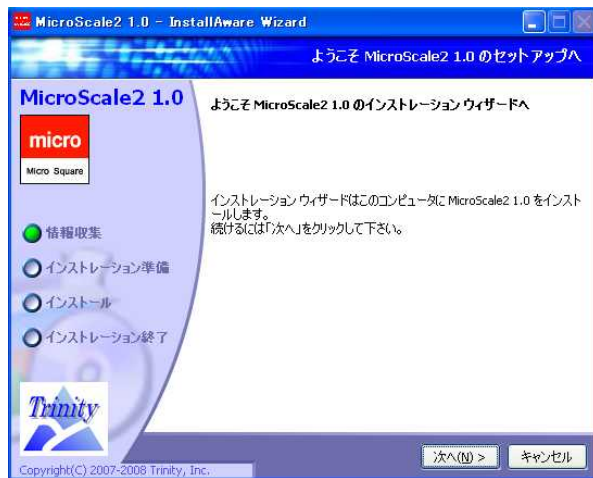 MicroScale2 1.0 - InstallAware Wizard
ようこそ MicroScale2 1.0 のセットアップへ
MicroScale2 1.0
micro
Micro Square
情報収集
インストレーション準備
インストール
インストレーション終了
Trinity
Copyright(C) 2007-2008 Trinity, Inc.
ようこそ MicroScale2 1.0 のインストレーション ウィザードへ
インストレーション ウィザードはこのコンピュータに MicroScale2 1.0 をインスト
ールします。
続けるには「次へ」をクリックして下さい。
次へ(N) >
キャンセル